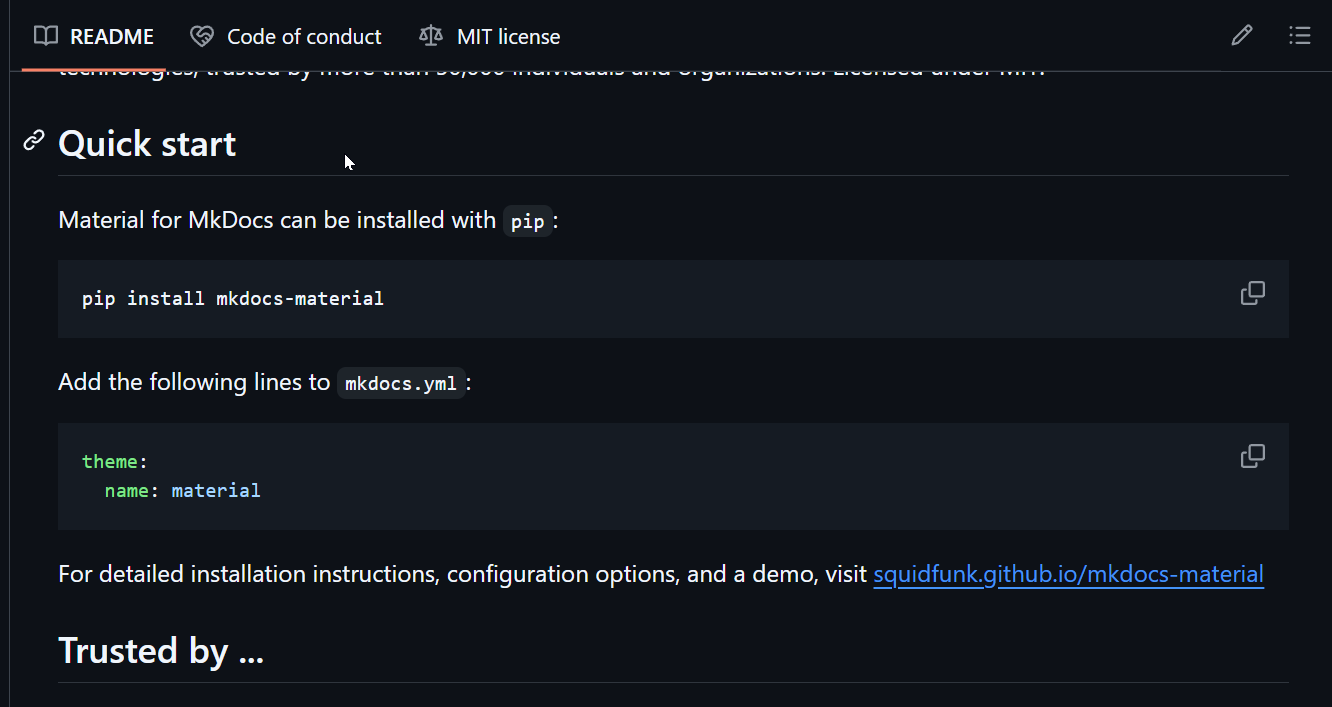 README
Code of conduct
MIT license
technologies, trusted by more than 50,000 individuals and organizations. Licensed under MIT.
Quick start
Material for MkDocs can be installed with pip:
pip install mkdocs-material
Add the following lines to mkdocs.yml:
theme:
  name: material
For detailed installation instructions, configuration options, and a demo, visit squidfunk.github.io/mkdocs-material
Trusted by ...